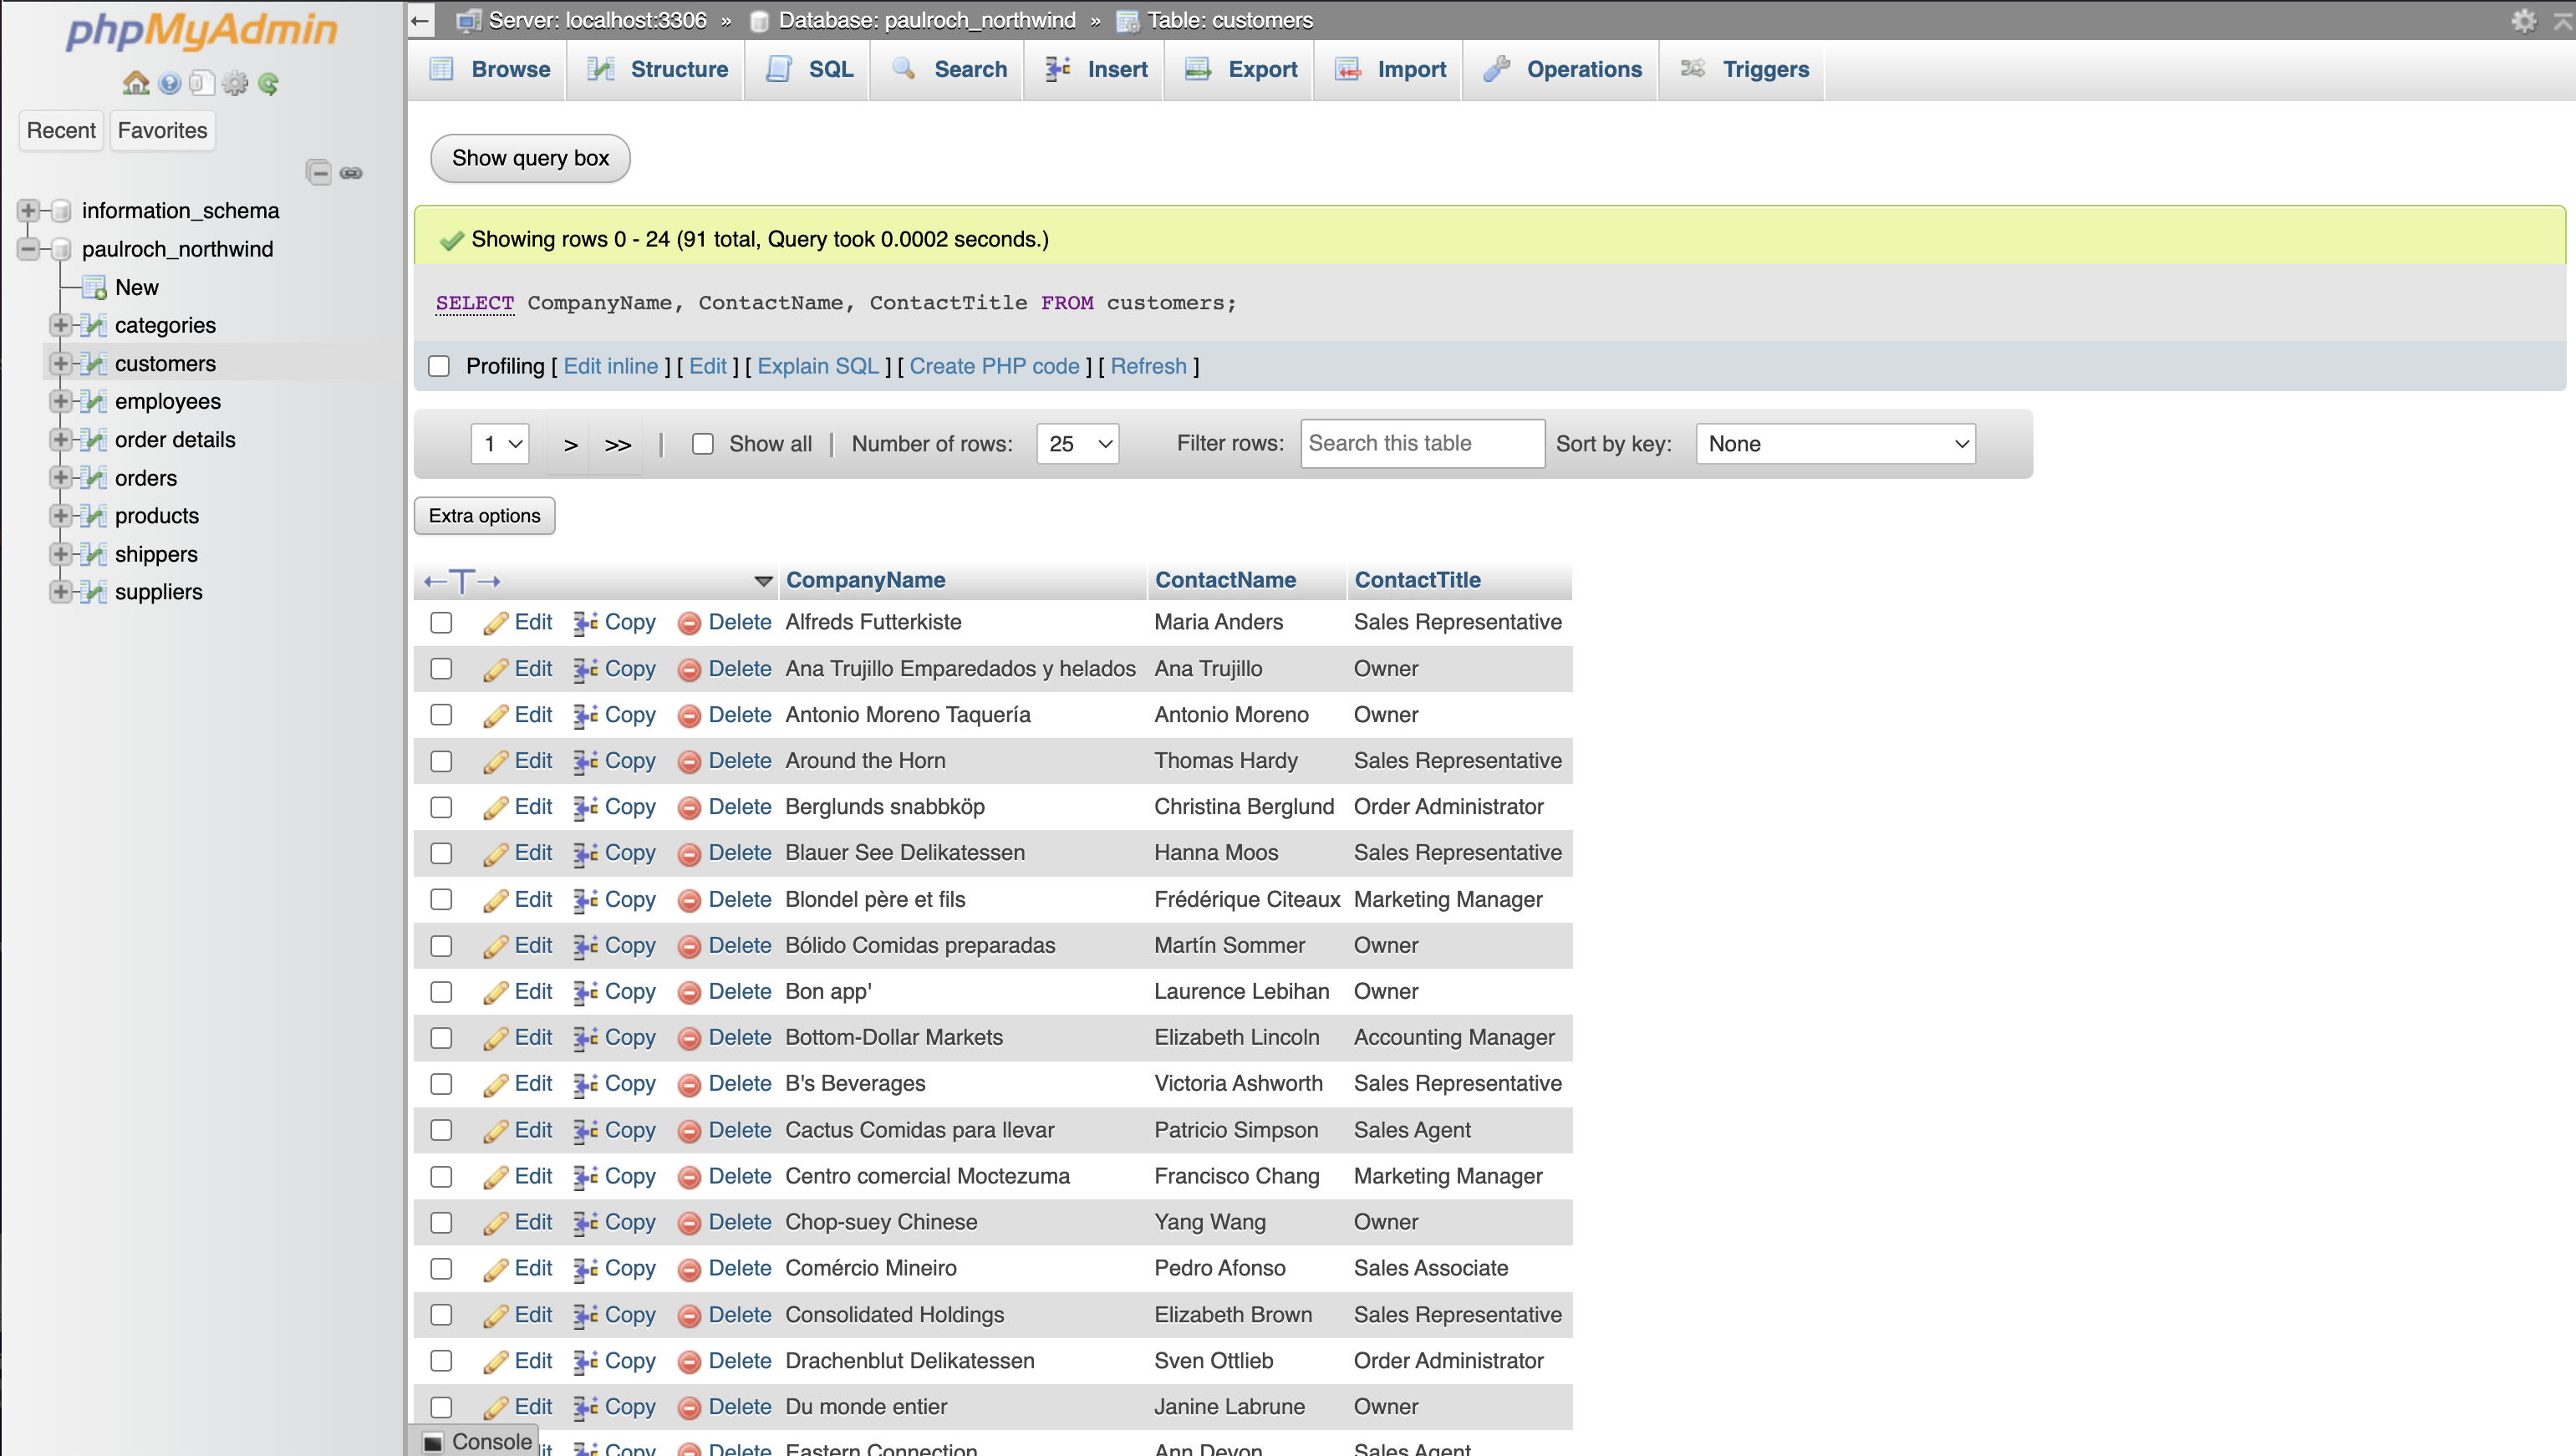 phpMyAdmin
Recent Favorites
information_schema
paulroch_northwind
New
categories
customers
employees
order details
orders
products
shippers
suppliers
Server: localhost:3306 » Database: paulroch_northwind » Table: customers
Browse Structure SQL Search Insert Export Import Operations Triggers
Show query box
Showing rows 0 - 24 (91 total, Query took 0.0002 seconds.)
SELECT CompanyName, ContactName, ContactTitle FROM customers;
Profiling [ Edit inline ] [ Edit ] [ Explain SQL ] [ Create PHP code ] [ Refresh ]
1 > >> | Show all | Number of rows: 25 Filter rows: Search this table Sort by key: None
Extra options
CompanyName ContactName ContactTitle
Edit Copy Delete Alfreds Futterkiste Maria Anders Sales Representative
Edit Copy Delete Ana Trujillo Emparedados y helados Ana Trujillo Owner
Edit Copy Delete Antonio Moreno Taquería Antonio Moreno Owner
Edit Copy Delete Around the Horn Thomas Hardy Sales Representative
Edit Copy Delete Berglunds snabbköp Christina Berglund Order Administrator
Edit Copy Delete Blauer See Delikatessen Hanna Moos Sales Representative
Edit Copy Delete Blondel père et fils Frédérique Citeaux Marketing Manager
Edit Copy Delete Bólido Comidas preparadas Martín Sommer Owner
Edit Copy Delete Bon app' Laurence Lebihan Owner
Edit Copy Delete Bottom-Dollar Markets Elizabeth Lincoln Accounting Manager
Edit Copy Delete B's Beverages Victoria Ashworth Sales Representative
Edit Copy Delete Cactus Comidas para llevar Patricio Simpson Sales Agent
Edit Copy Delete Centro comercial Moctezuma Francisco Chang Marketing Manager
Edit Copy Delete Chop-suey Chinese Yang Wang Owner
Edit Copy Delete Comércio Mineiro Pedro Afonso Sales Associate
Edit Copy Delete Consolidated Holdings Elizabeth Brown Sales Representative
Edit Copy Delete Drachenblut Delikatessen Sven Ottlieb Order Administrator
Edit Copy Delete Du monde entier Janine Labrune Owner
Console Copy Delete Eastern Connection Ann Devon Sales Agent